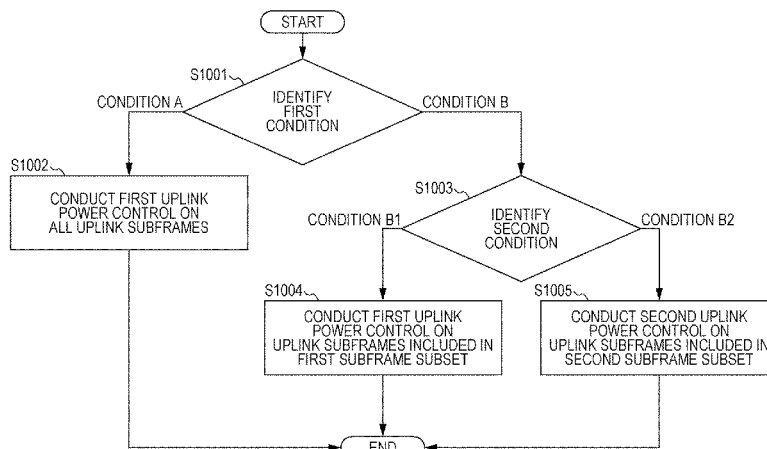 START
S1001
IDENTIFY
FIRST
CONDITION
CONDITION A
CONDITION B
S1002
CONDUCT FIRST UPLINK
POWER CONTROL ON
ALL UPLINK SUBFRAMES
S1003
IDENTIFY
SECOND
CONDITION
CONDITION B1
CONDITION B2
S1004
CONDUCT FIRST UPLINK
POWER CONTROL ON
UPLINK SUBFRAMES INCLUDED IN
FIRST SUBFRAME SUBSET
S1005
CONDUCT SECOND UPLINK
POWER CONTROL ON
UPLINK SUBFRAMES INCLUDED IN
SECOND SUBFRAME SUBSET
END